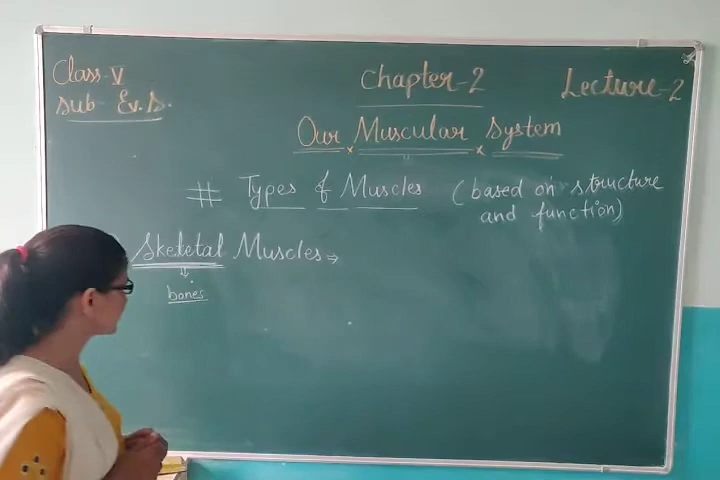 Class-V
Sub- Ev.S.
Chapter-2
Lecture-2
Our Muscular System
# Types of Muscles (based on structure and function)
Skeletal Muscles →
⇓
bones